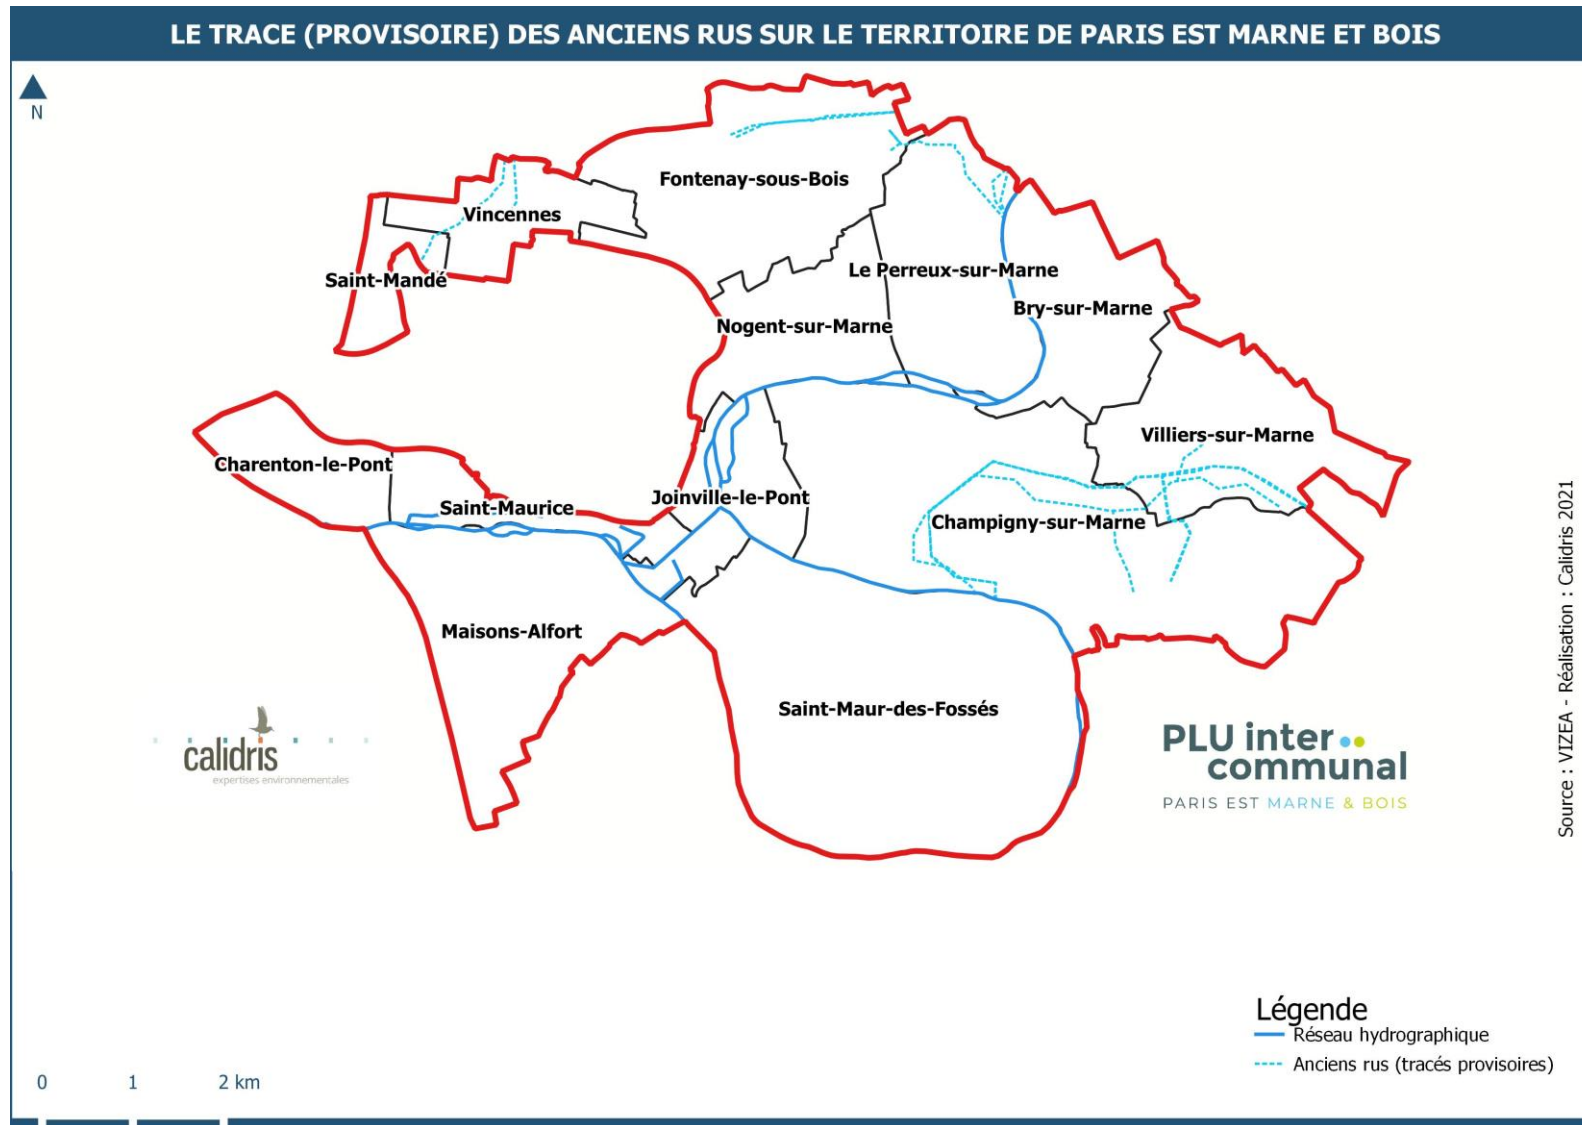 LE TRACE (PROVISOIRE) DES ANCIENS RUS SUR LE TERRITOIRE DE PARIS EST MARNE ET BOIS
N
Fontenay-sous-Bois
Vincennes
Saint-Mandé
Le Perreux-sur-Marne
Bry-sur-Marne
Nogent-sur-Marne
Villiers-sur-Marne
Charenton-le-Pont
Saint-Maurice
Joinville-le-Pont
Champigny-sur-Marne
Maisons-Alfort
Saint-Maur-des-Fossés
calidris
expertises environnementales
PLU inter
communal
PARIS EST MARNE & BOIS
Source : VIZEA - Réalisation : Calidris 2021
Légende
Réseau hydrographique
Anciens rus (tracés provisoires)
0 1 2 km